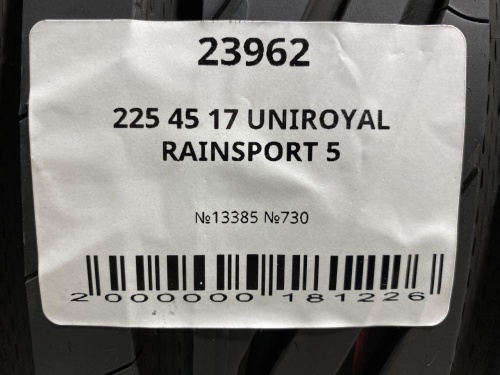 23962
225 45 17 UNIROYAL
RAINSPORT 5
№13385 №730
2 000000 181226